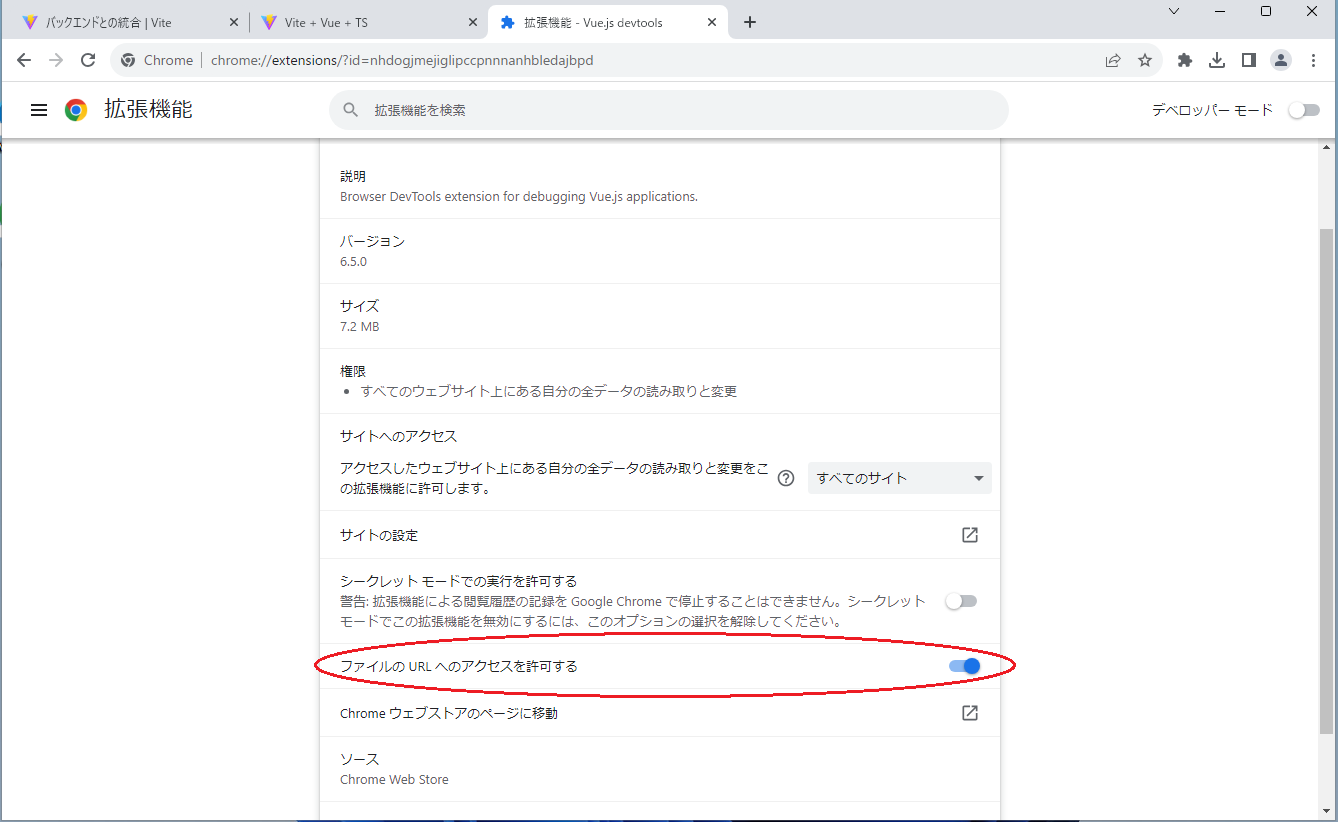 バックエンドとの統合 | Vite
Vite + Vue + TS
拡張機能 - Vue.js devtools
Chrome
chrome://extensions/?id=nhdogjmejiglipccpnnnanhbledajbpd
拡張機能
拡張機能を検索
デベロッパー モード
説明
Browser DevTools extension for debugging Vue.js applications.
バージョン
6.5.0
サイズ
7.2 MB
権限
• すべてのウェブサイト上にある自分の全データの読み取りと変更
サイトへのアクセス
アクセスしたウェブサイト上にある自分の全データの読み取りと変更をこ
の拡張機能に許可します。
すべてのサイト
サイトの設定
シークレット モードでの実行を許可する
警告: 拡張機能による閲覧履歴の記録を Google Chrome で停止することはできません。シークレット
モードでこの拡張機能を無効にするには、このオプションの選択を解除してください。
ファイルの URL へのアクセスを許可する
Chrome ウェブストアのページに移動
ソース
Chrome Web Store